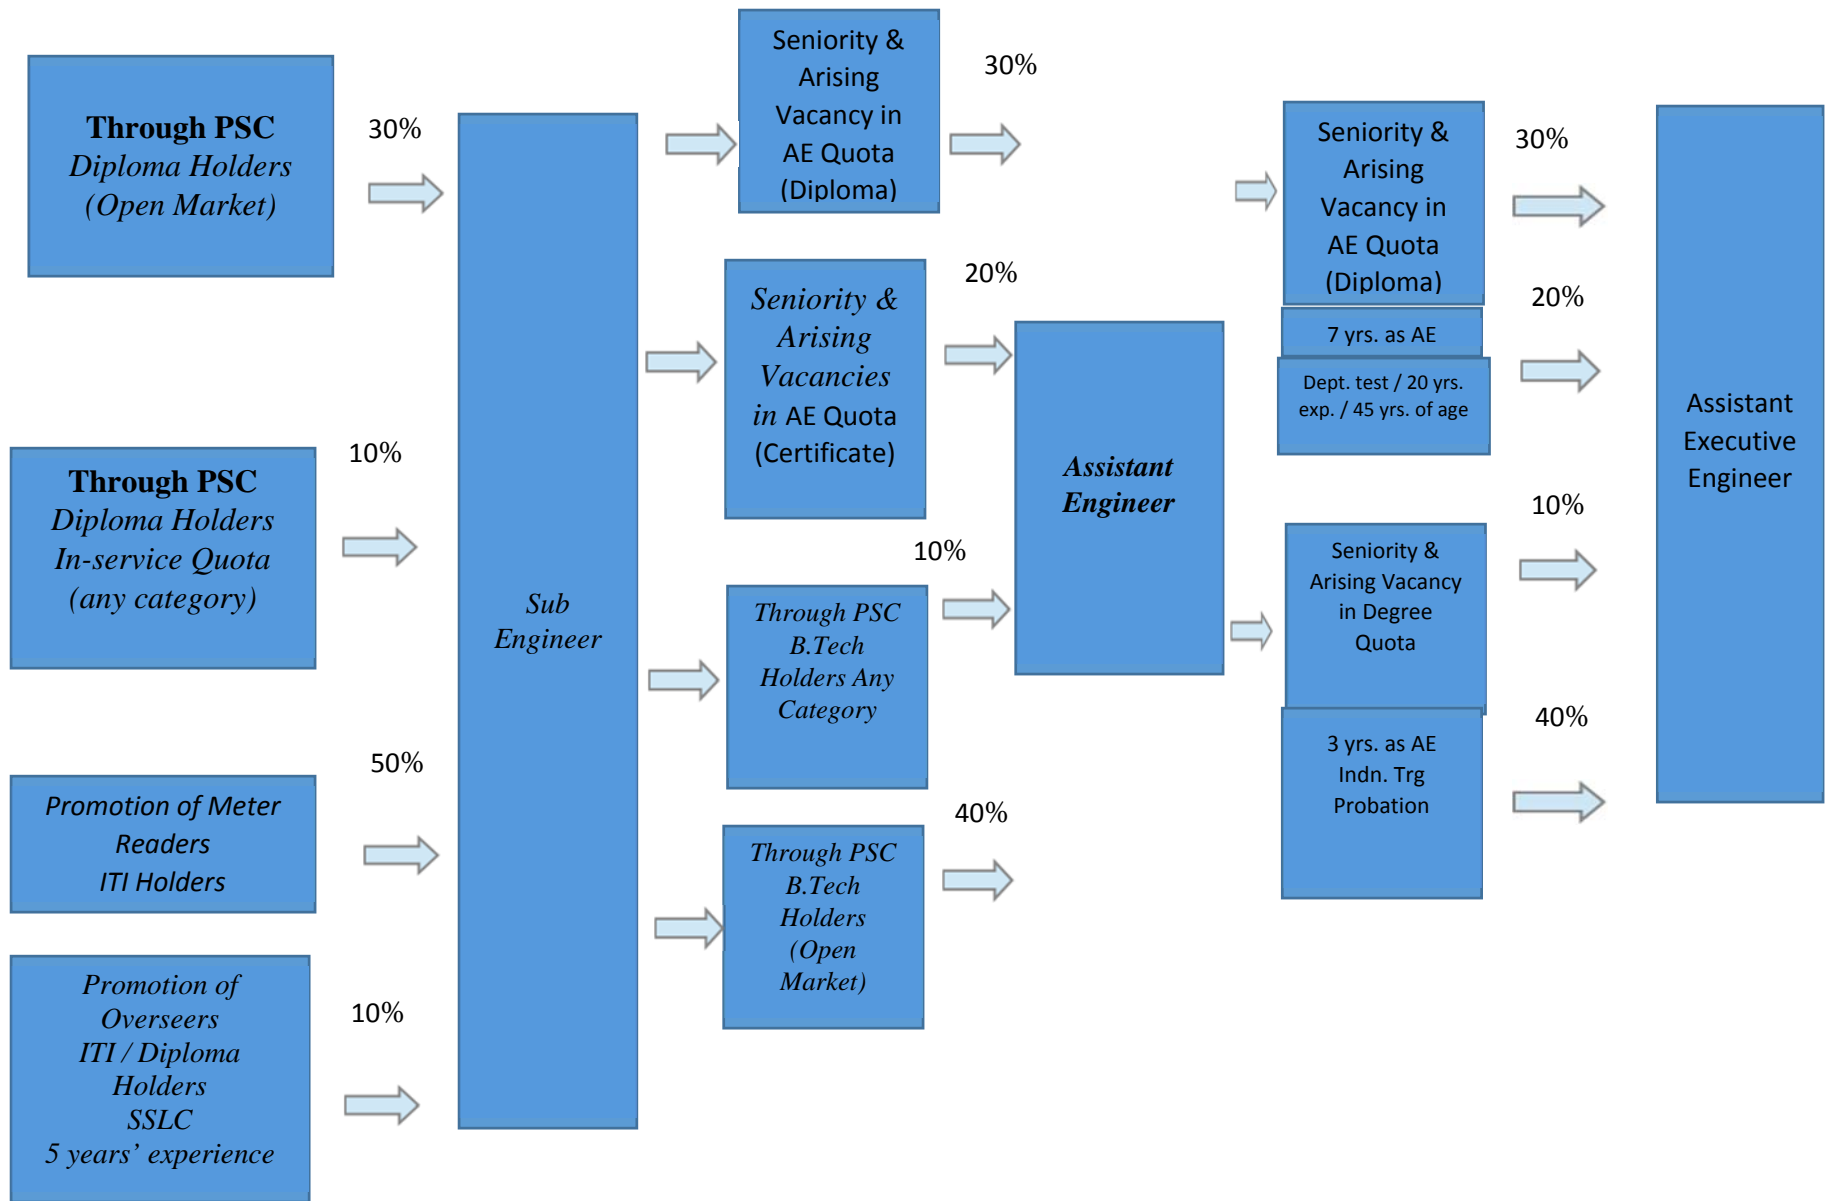 Through PSC
Diploma Holders
(Open Market)
30%
Through PSC
Diploma Holders
In-service Quota
(any category)
10%
Promotion of Meter
Readers
ITI Holders
50%
Promotion of
Overseers
ITI / Diploma
Holders
SSLC
5 years’ experience
10%
Sub
Engineer
Seniority &
Arising
Vacancy in
AE Quota
(Diploma)
30%
Seniority &
Arising
Vacancies
in AE Quota
(Certificate)
20%
Through PSC
B.Tech
Holders Any
Category
10%
Through PSC
B.Tech
Holders
(Open
Market)
40%
Assistant
Engineer
Seniority &
Arising
Vacancy in
AE Quota
(Diploma)
30%
7 yrs. as AE
Dept. test / 20 yrs.
exp. / 45 yrs. of age
20%
Seniority &
Arising Vacancy
in Degree
Quota
10%
3 yrs. as AE
Indn. Trg
Probation
40%
Assistant
Executive
Engineer